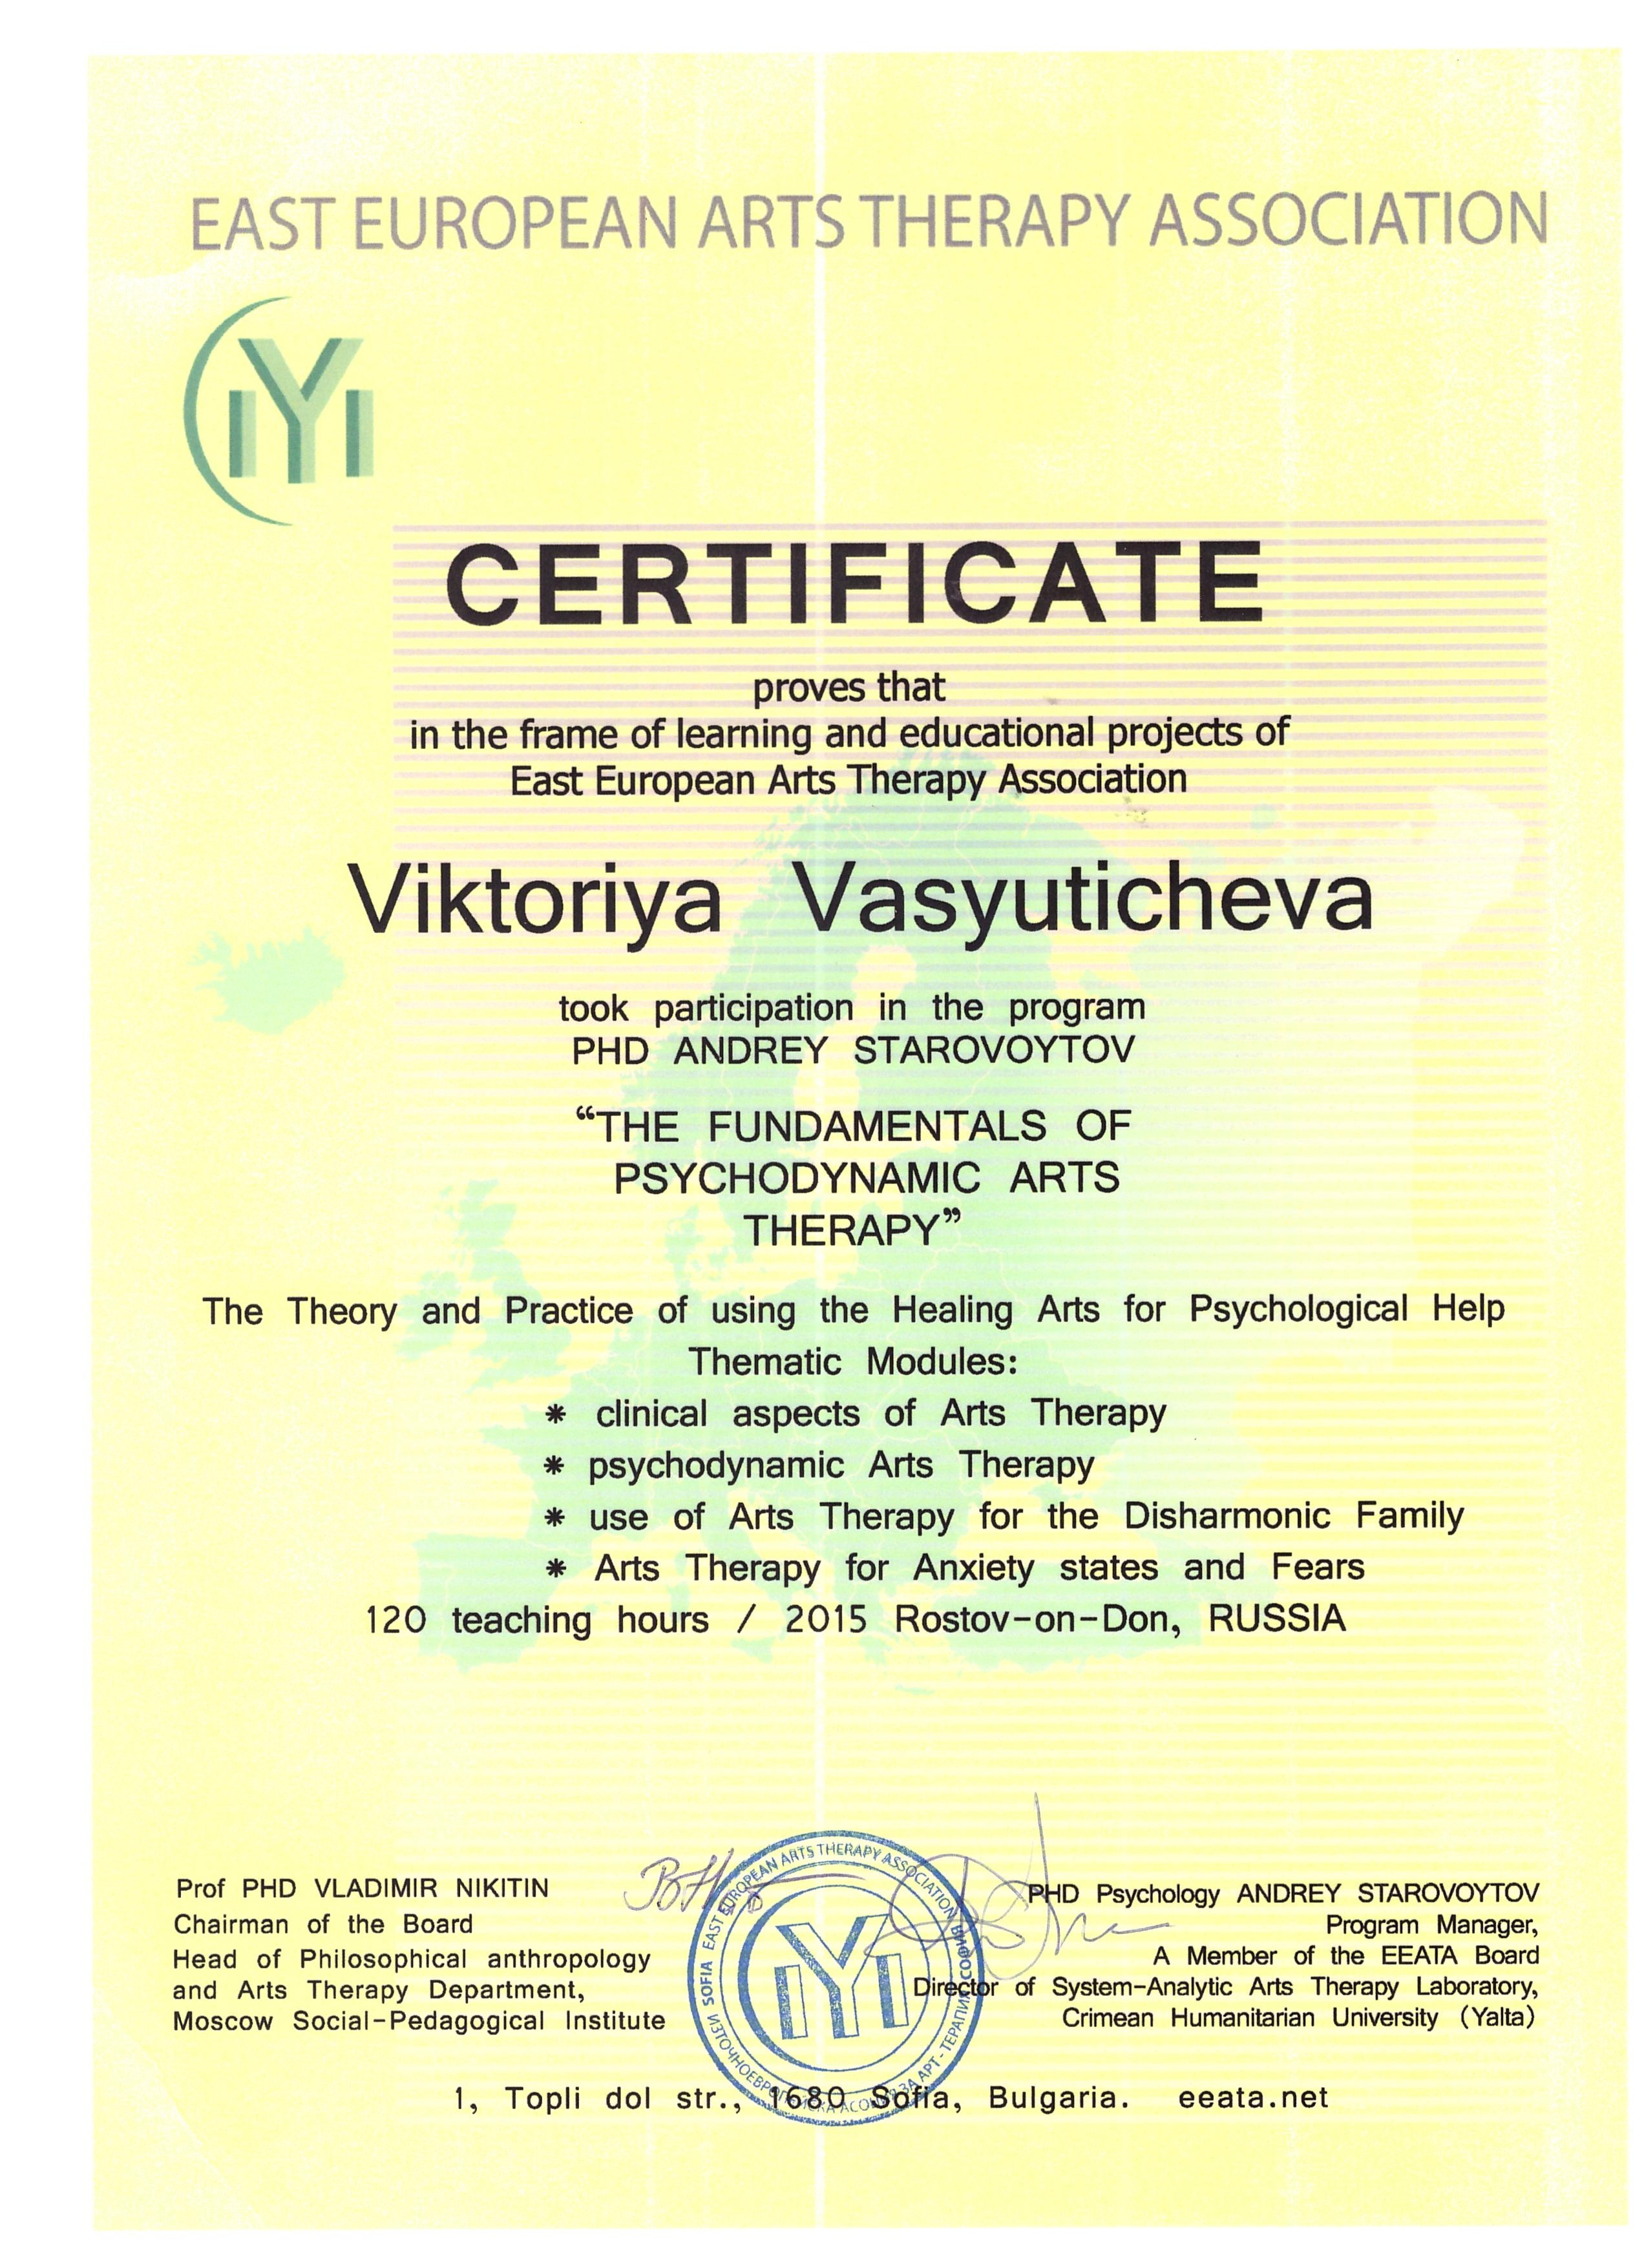 EAST EUROPEAN ARTS THERAPY ASSOCIATION
CERTIFICATE
proves that
in the frame of learning and educational projects of
East European Arts Therapy Association
Viktoriya Vasyuticheva
took participation in the program
PHD ANDREY STAROVOYTOV
“THE FUNDAMENTALS OF
PSYCHODYNAMIC ARTS
THERAPY”
The Theory and Practice of using the Healing Arts for Psychological Help
Thematic Modules:
* clinical aspects of Arts Therapy
* psychodynamic Arts Therapy
* use of Arts Therapy for the Disharmonic Family
* Arts Therapy for Anxiety states and Fears
120 teaching hours / 2015 Rostov-on-Don, RUSSIA
Prof PHD VLADIMIR NIKITIN
Chairman of the Board
Head of Philosophical anthropology
and Arts Therapy Department,
Moscow Social-Pedagogical Institute
SOFIA EAST EUROPEAN ARTS THERAPY ASSOCIATION
ИЗТОЧНОЕВРОПЕЙСКА АСОЦИАЦИЯ ЗА АРТ - ТЕРАПИЯ СОФИЯ
PHD Psychology ANDREY STAROVOYTOV
Program Manager,
A Member of the EEATA Board
Director of System-Analytic Arts Therapy Laboratory,
Crimean Humanitarian University (Yalta)
1, Topli dol str., 1680 Sofia, Bulgaria. eeata.net